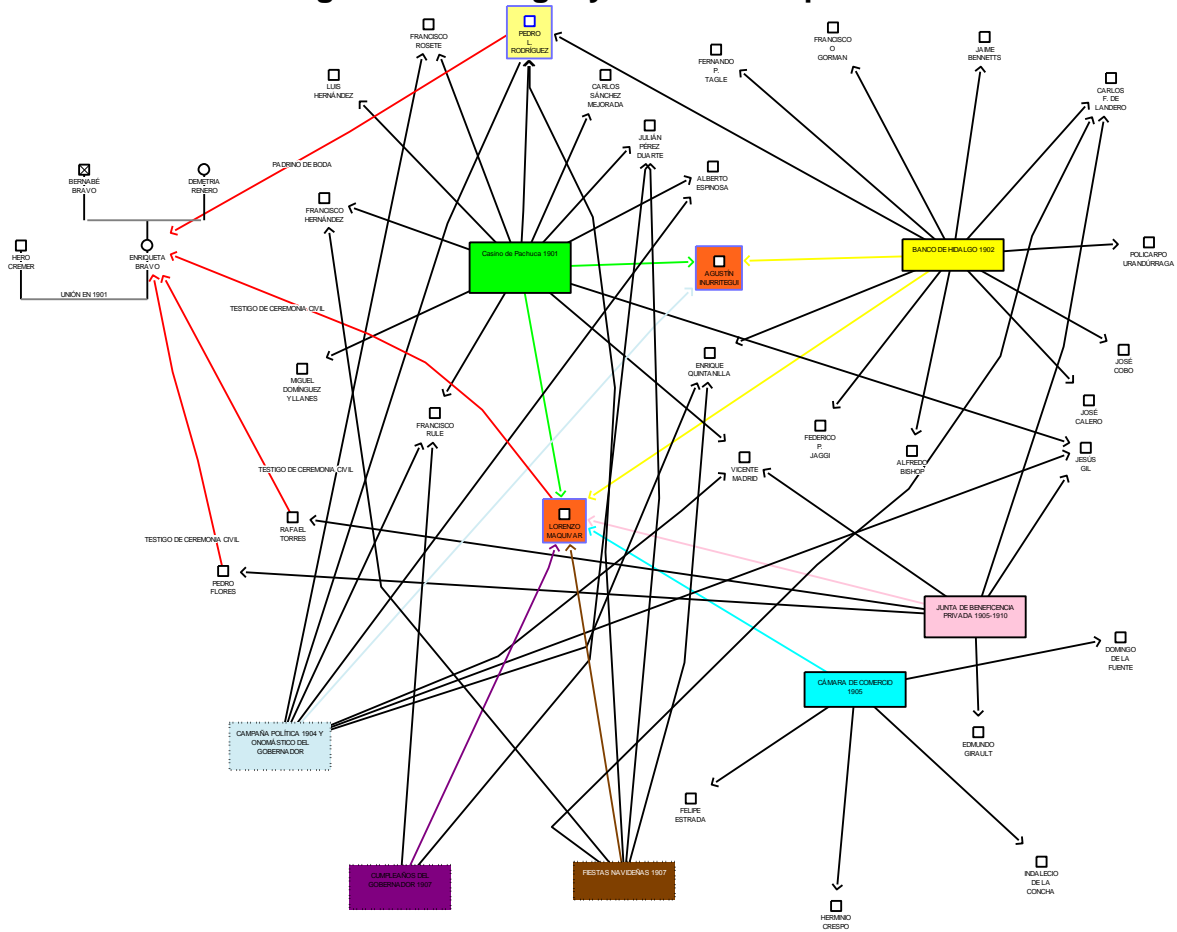 FRANCISCO
ROSETE
PEDRO
L.
RODRÍGUEZ
FERNANDO
P.
TAGLE
FRANCISCO
O
GORMAN
JAIME
BENNETTS
LUIS
HERNÁNDEZ
CARLOS
SÁNCHEZ
MEJORADA
CARLOS
F. DE
LANDERO
JULIÁN
PÉREZ
DUARTE
PADRINO DE BODA
ALBERTO
ESPINOSA
BERNABÉ
BRAVO
DEMETRIA
RENERO
FRANCISCO
HERNÁNDEZ
HERO
CREMER
ENRIQUETA
BRAVO
Casino de Pachuca 1901
AGUSTÍN
INURRITEGUI
BANCO DE HIDALGO 1902
POLICARPO
URANDÚRRAGA
UNIÓN EN 1901
TESTIGO DE CEREMONIA CIVIL
MIGUEL
DOMÍNGUEZ
Y LLANES
ENRIQUE
QUINTANILLA
JOSÉ
COBO
FRANCISCO
RULE
FEDERICO
P.
JAGGI
JOSÉ
CALERO
ALFREDO
BISHOP
JESÚS
GIL
VICENTE
MADRID
TESTIGO DE CEREMONIA CIVIL
RAFAEL
TORRES
LORENZO
MAQUIVAR
TESTIGO DE CEREMONIA CIVIL
PEDRO
FLORES
JUNTA DE BENEFICENCIA
PRIVADA 1905-1910
DOMINGO
DE LA
FUENTE
CÁMARA DE COMERCIO
1905
CAMPAÑA POLÍTICA 1904 Y
ONOMÁSTICO DEL
GOBERNADOR
EDMUNDO
GIRAULT
FELIPE
ESTRADA
CUMPLEAÑOS DEL
GOBERNADOR 1907
FIESTAS NAVIDEÑAS 1907
INDALECIO
DE LA
CONCHA
HERMINIO
CRESPO